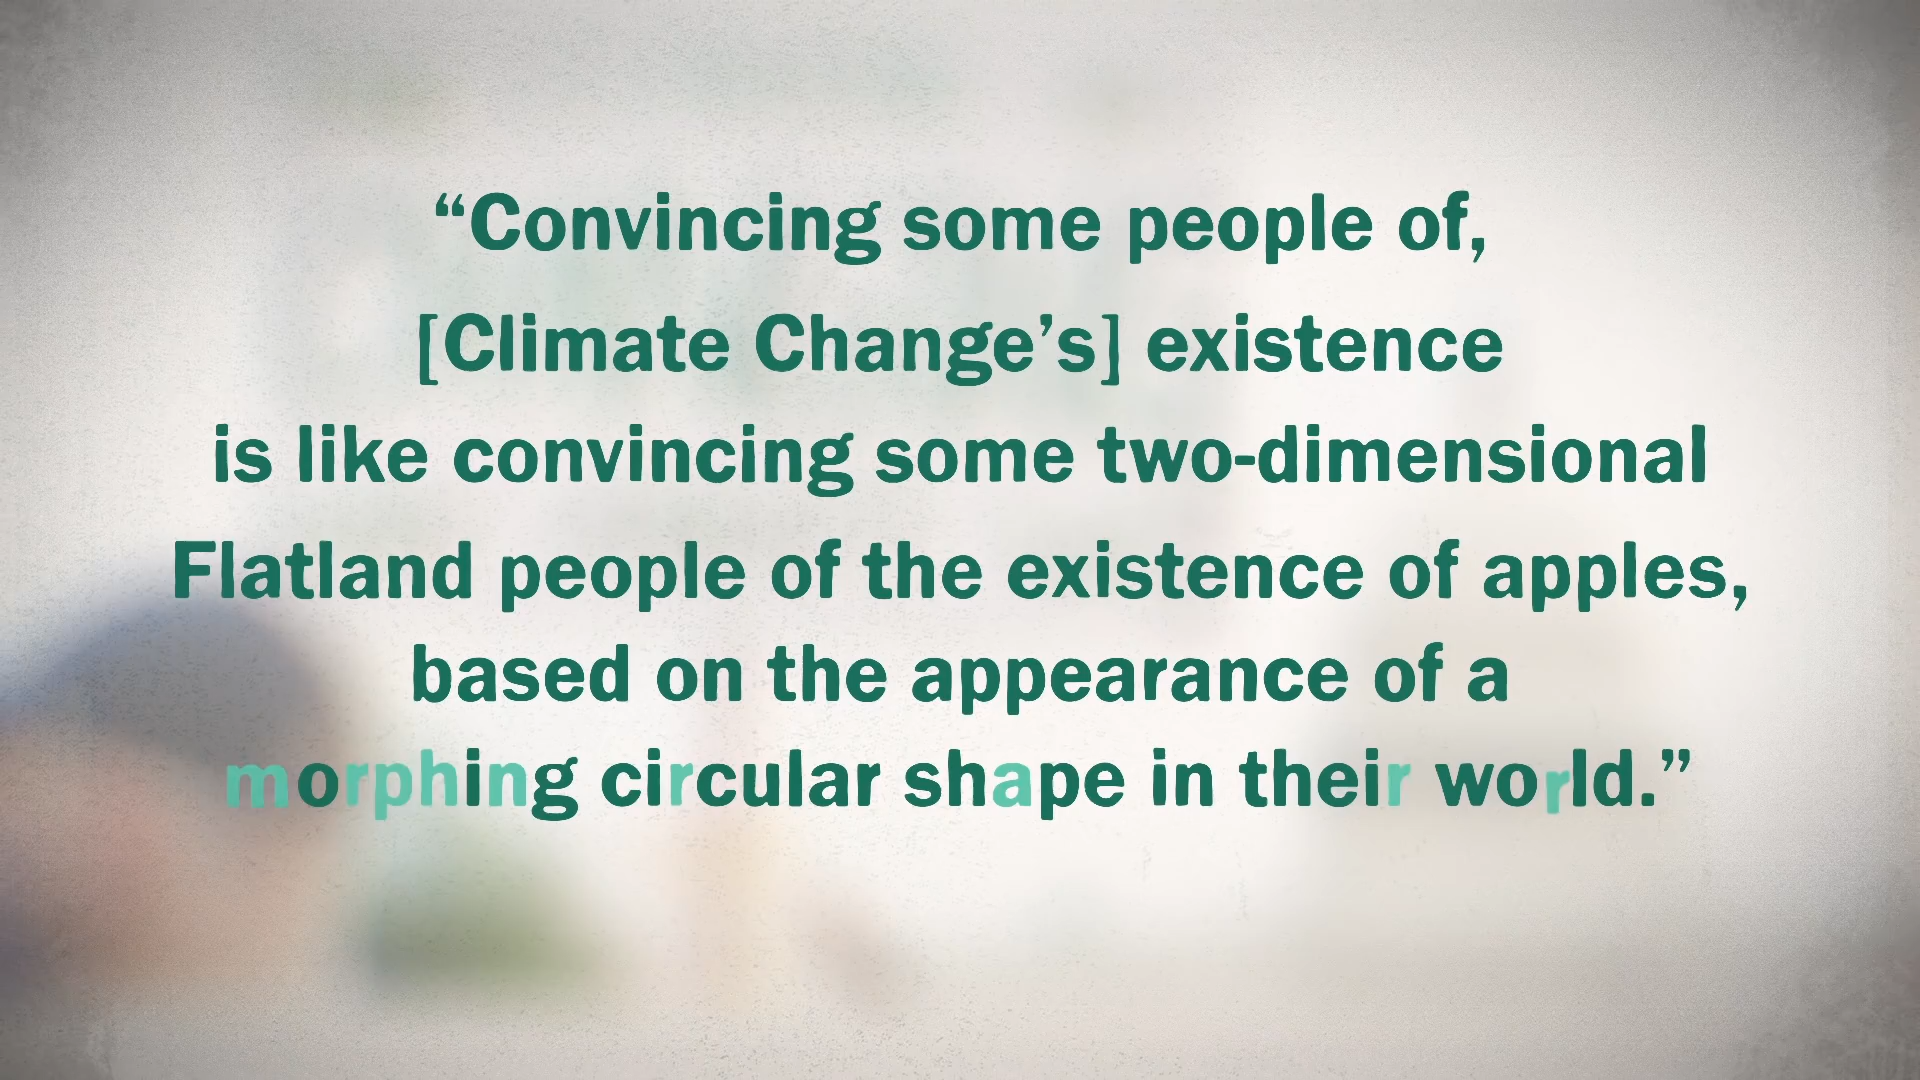 “Convincing some people of,
[Climate Change’s] existence
is like convincing some two-dimensional
Flatland people of the existence of apples,
based on the appearance of a
morphing circular shape in their world.”